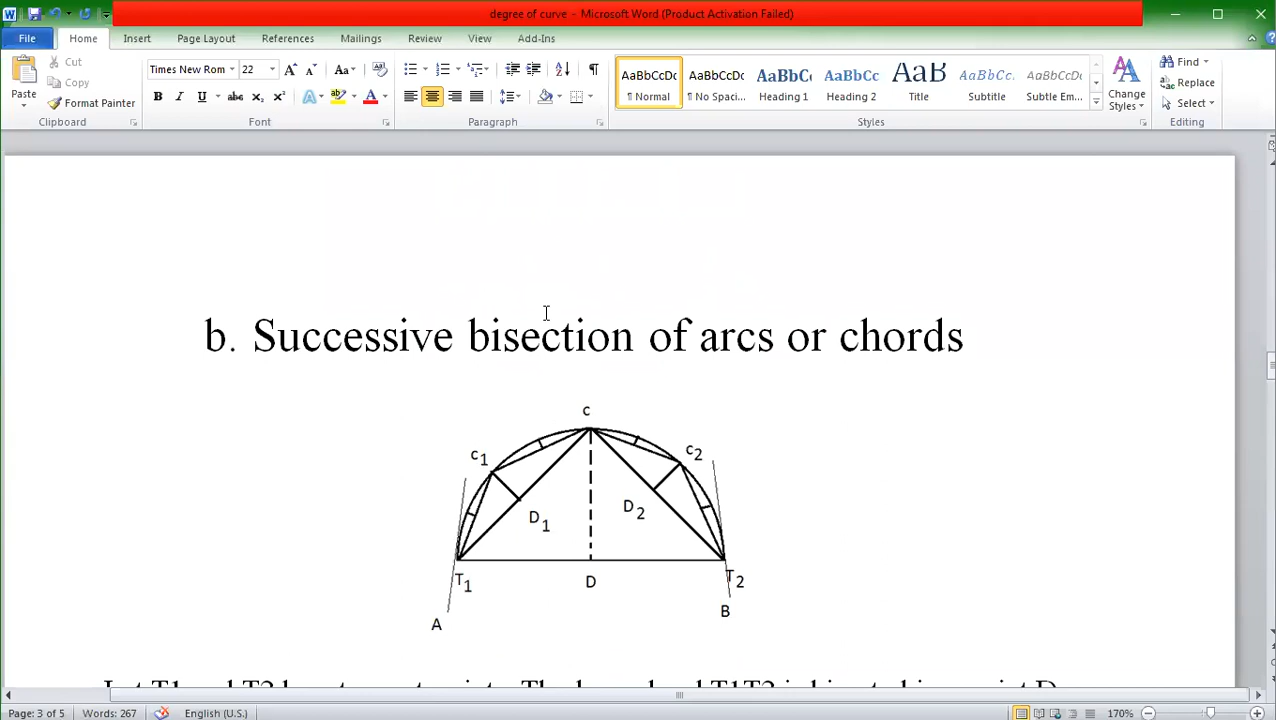 degree of curve - Microsoft Word (Product Activation Failed)
File Home Insert Page Layout References Mailings Review View Add-Ins
Paste
Cut
Copy
Format Painter
Clipboard
Times New Rom 22
Font
Paragraph
AaBbCcDc AaBbCcDc AaBbC AaBbCc AaB AaBbCcDc AaBbCcDc
¶ Normal ¶ No Spaci... Heading 1 Heading 2 Title Subtitle Subtle Em...
Change
Styles
Styles
Find
Replace
Select
Editing
b. Successive bisection of arcs or chords
c
c1 c2
D1 D2
T1 D T2
A B
Page: 3 of 5 Words: 267 English (U.S.) 170%